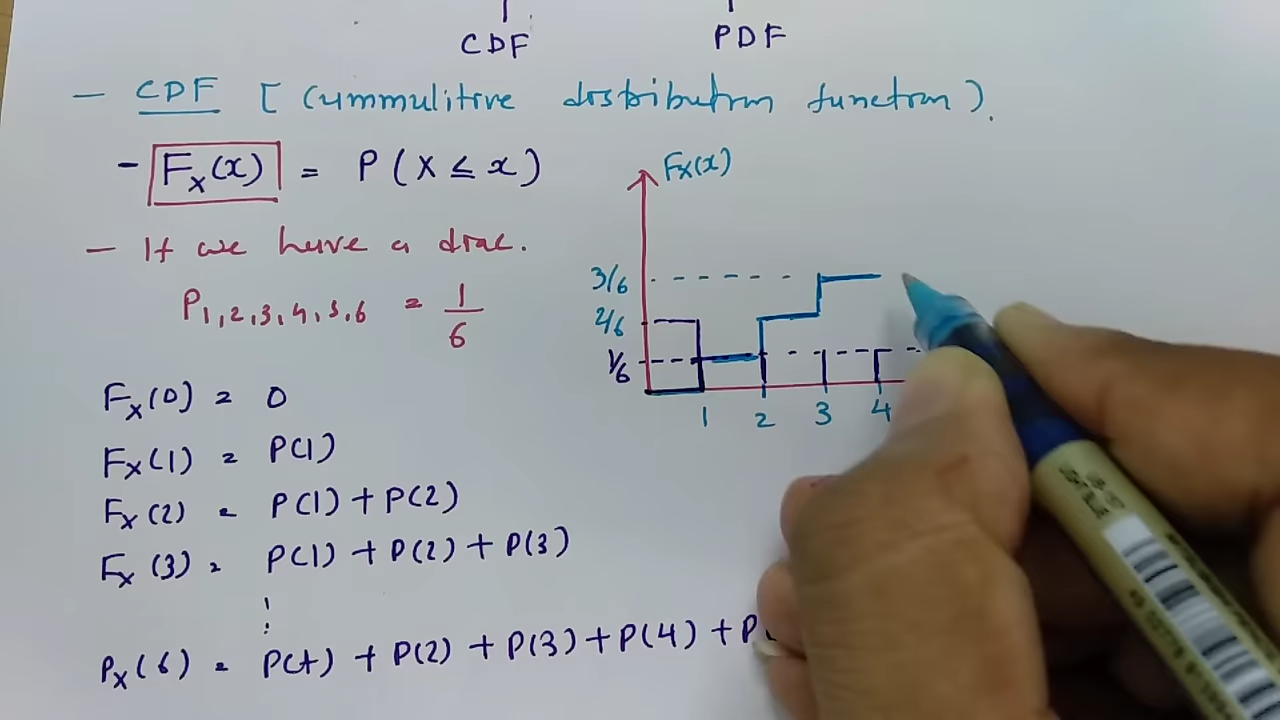 CDF PDF
- CDF [ Cummulitive distribution function ).
- Fx(x) = P ( X ≤ x )
Fx(x)
- If we have a diac.
P1,2,3,4,5,6 = 1/6
3/6
2/6
1/6
1 2 3 4
Fx(0) = 0
Fx(1) = P(1)
Fx(2) = P(1) + P(2)
Fx(3) = P(1) + P(2) + P(3)
Px(6) = P(1) + P(2) + P(3) + P(4) + P